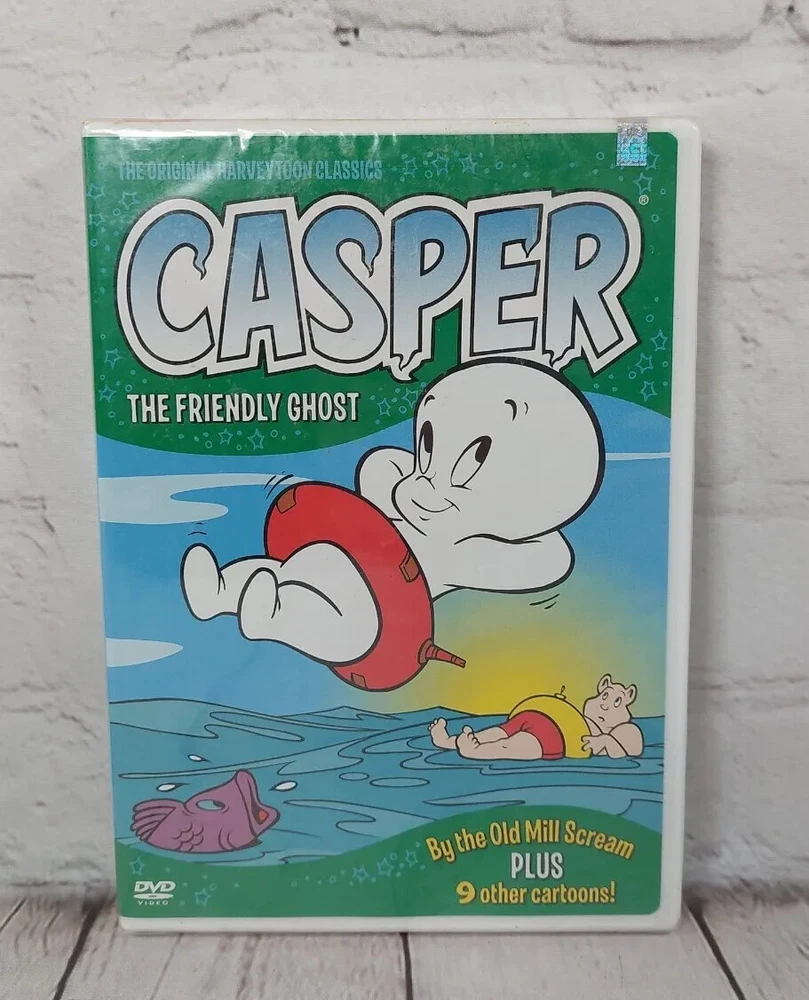 THE ORIGINAL HARVEYTOON CLASSICS
CASPER®
THE FRIENDLY GHOST
By the Old Mill Scream
PLUS
9 other cartoons!
DVD
VIDEO